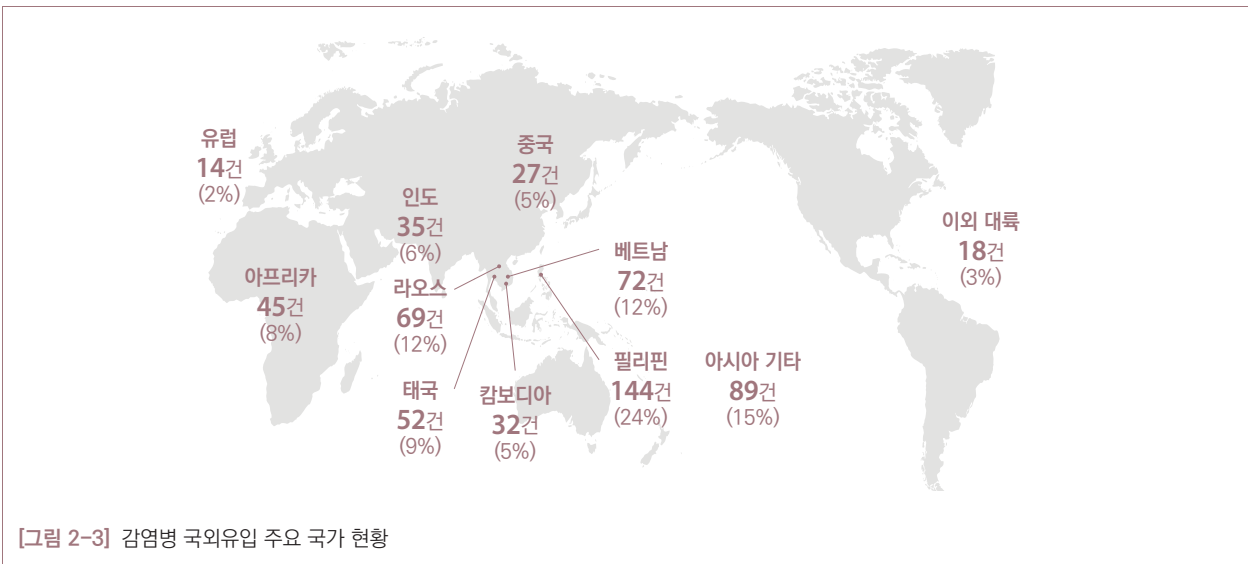 유럽
14건
(2%)
중국
27건
(5%)
인도
35건
(6%)
이외 대륙
18건
(3%)
아프리카
45건
(8%)
라오스
69건
(12%)
베트남
72건
(12%)
태국
52건
(9%)
캄보디아
32건
(5%)
필리핀
144건
(24%)
아시아 기타
89건
(15%)
[그림 2-3] 감염병 국외유입 주요 국가 현황